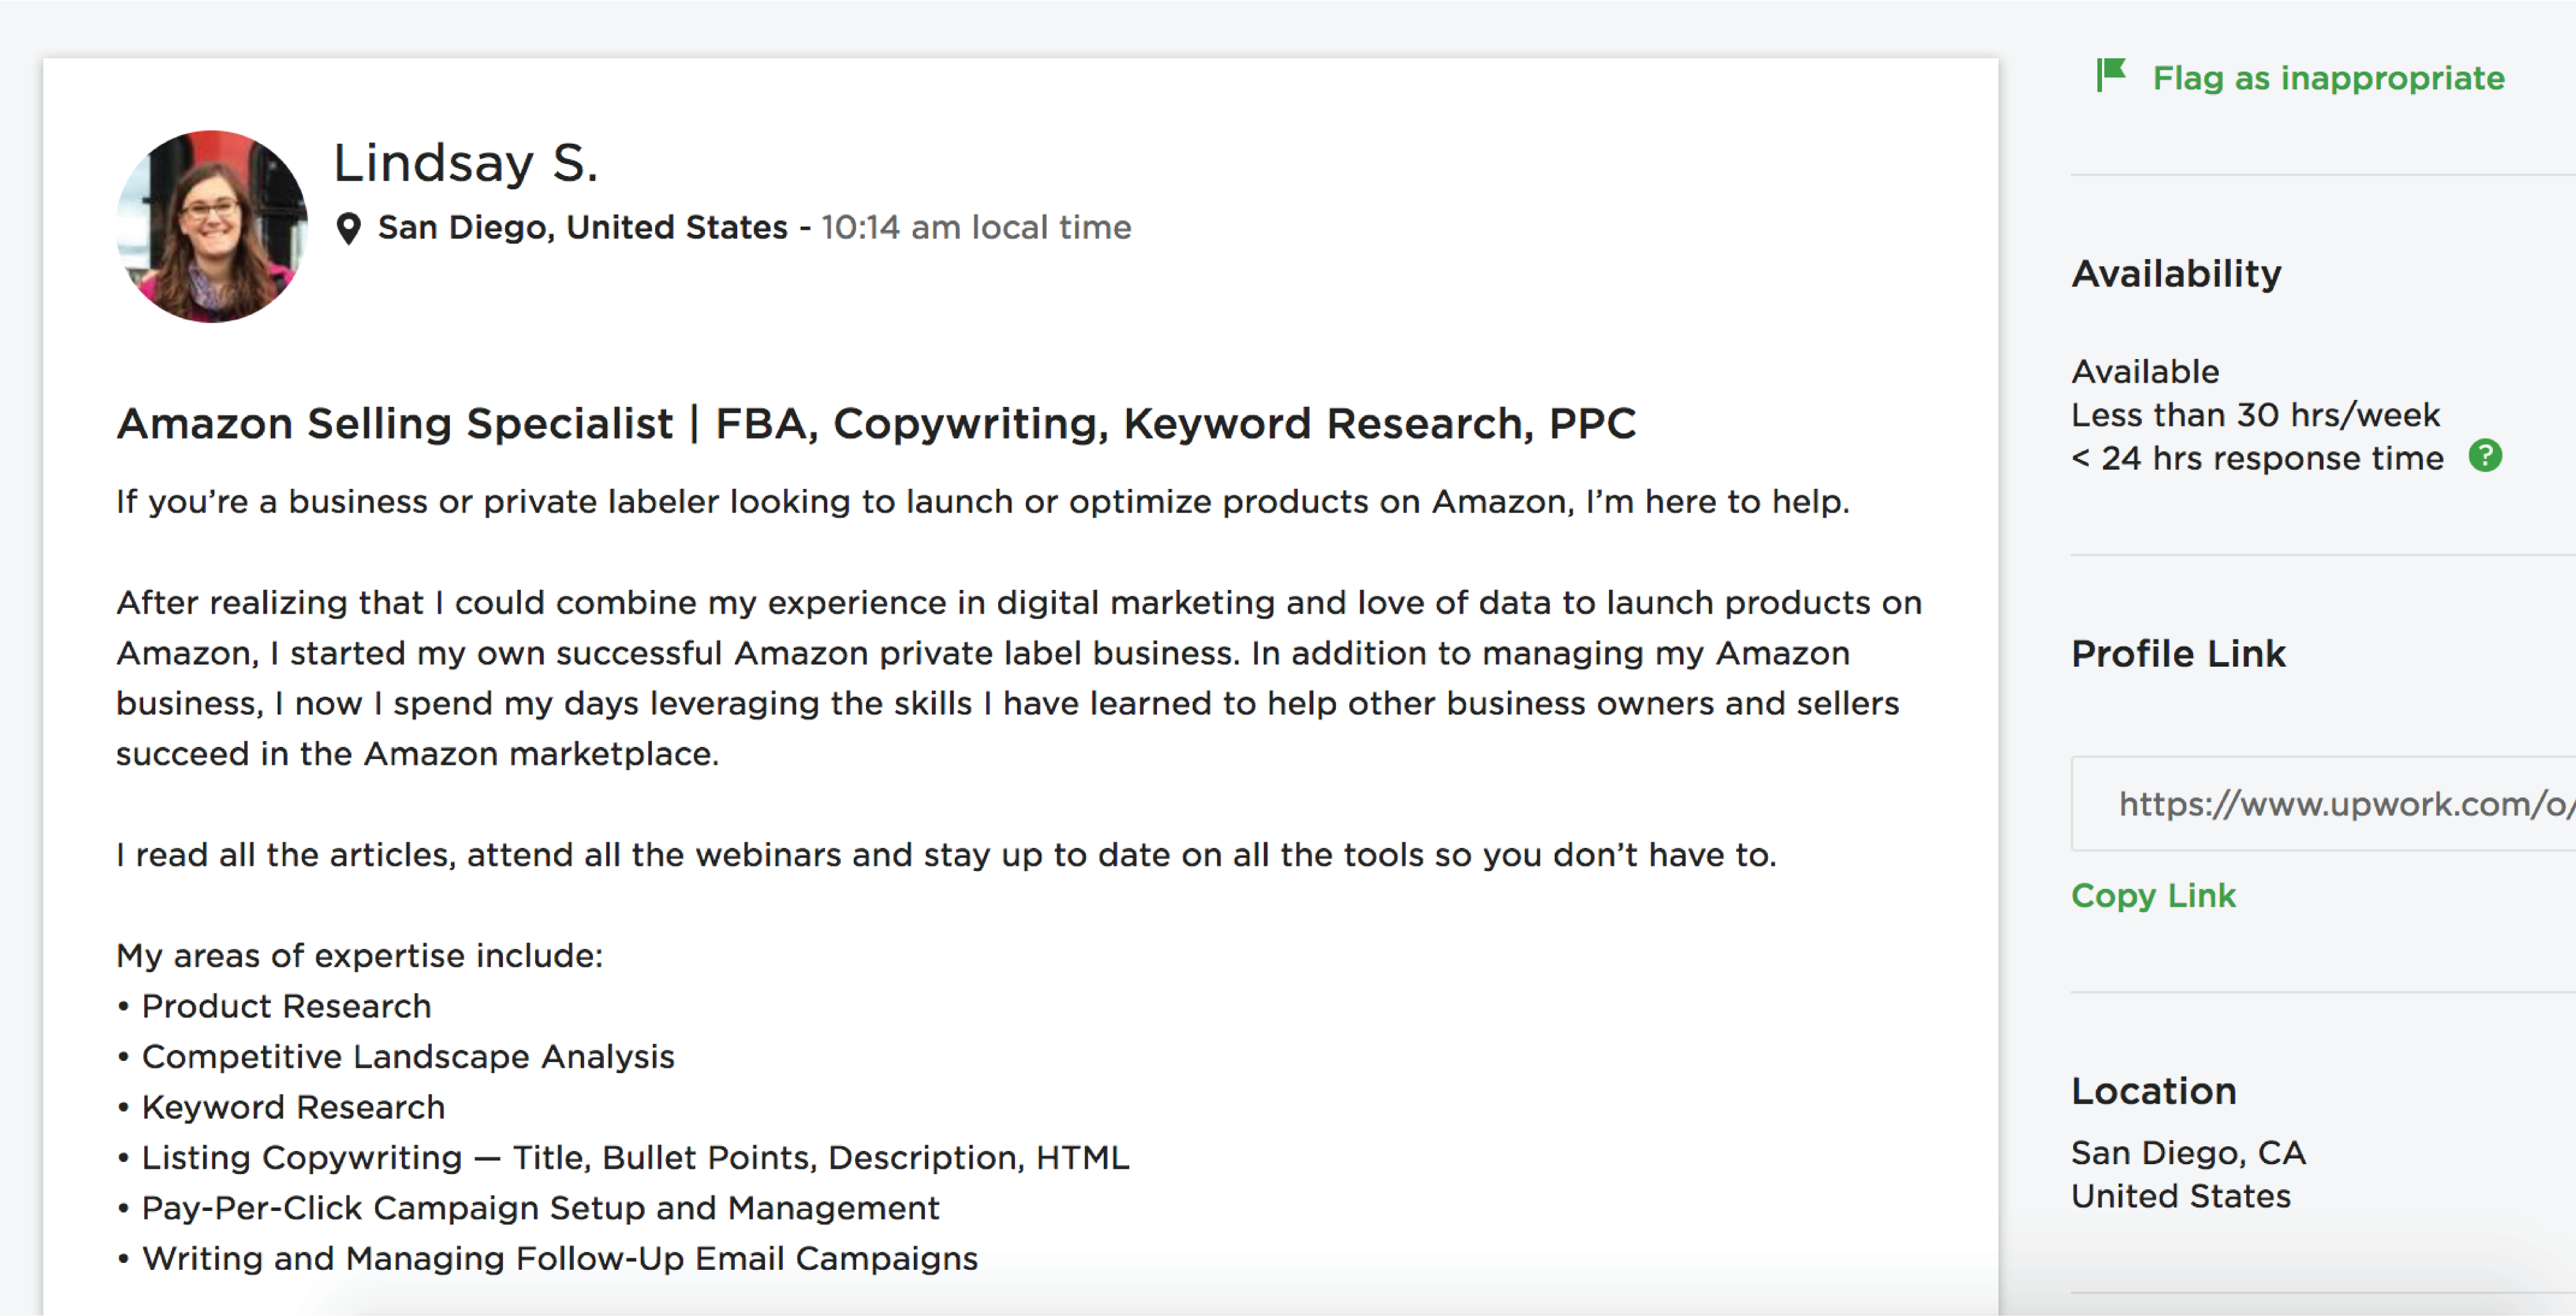 Flag as inappropriate
Lindsay S.
San Diego, United States - 10:14 am local time
Amazon Selling Specialist | FBA, Copywriting, Keyword Research, PPC
If you’re a business or private labeler looking to launch or optimize products on Amazon, I’m here to help.
After realizing that I could combine my experience in digital marketing and love of data to launch products on
Amazon, I started my own successful Amazon private label business. In addition to managing my Amazon
business, I now I spend my days leveraging the skills I have learned to help other business owners and sellers
succeed in the Amazon marketplace.
I read all the articles, attend all the webinars and stay up to date on all the tools so you don’t have to.
My areas of expertise include:
• Product Research
• Competitive Landscape Analysis
• Keyword Research
• Listing Copywriting — Title, Bullet Points, Description, HTML
• Pay-Per-Click Campaign Setup and Management
• Writing and Managing Follow-Up Email Campaigns
Availability
Available
Less than 30 hrs/week
< 24 hrs response time ?
Profile Link
https://www.upwork.com/o/
Copy Link
Location
San Diego, CA
United States